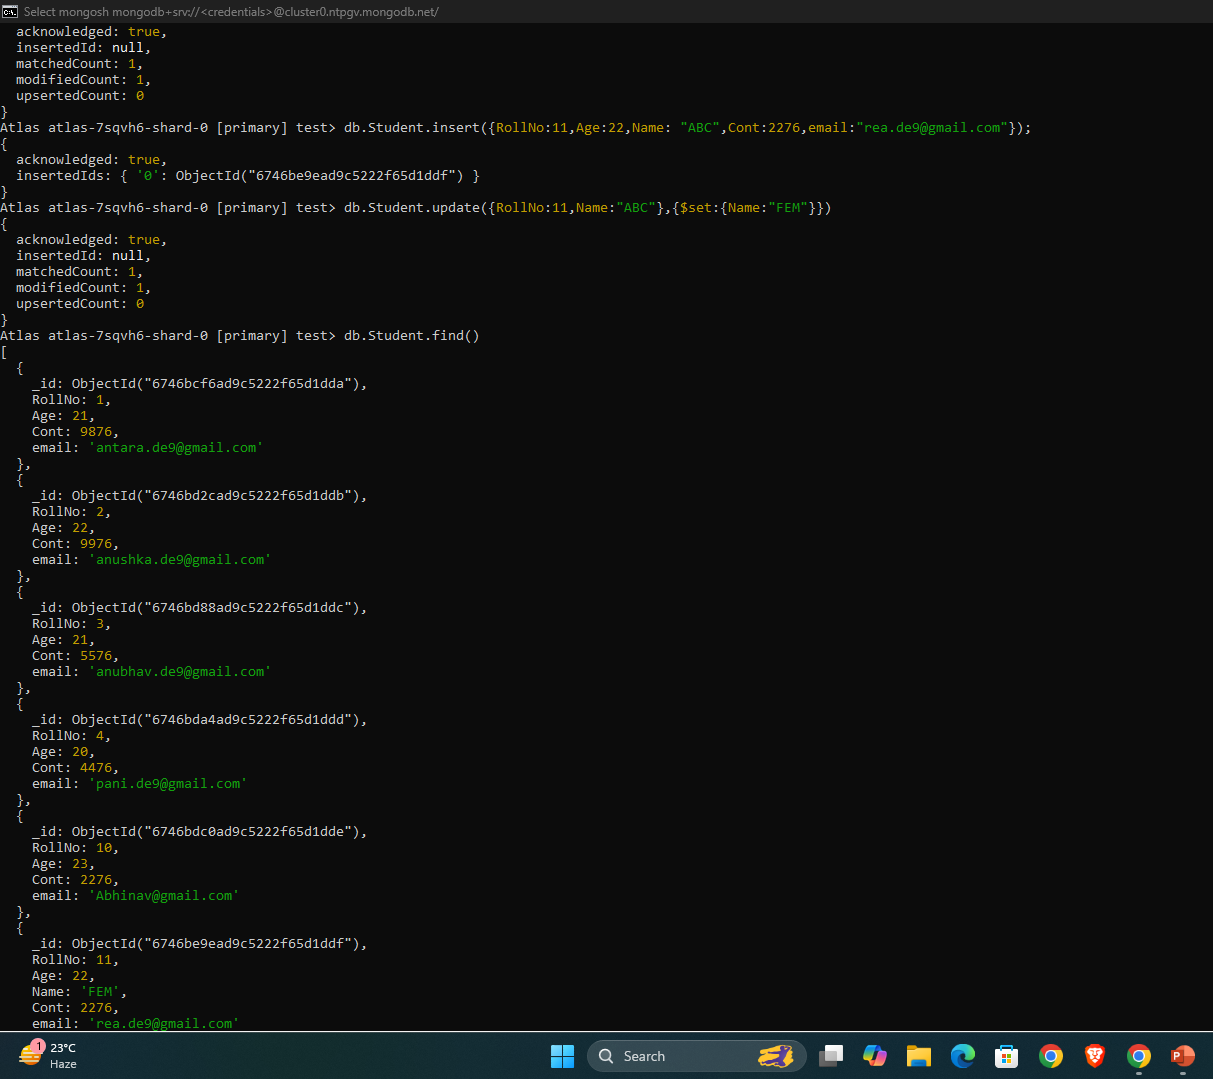 Select mongosh mongodb+srv://<credentials>@cluster0.ntpgv.mongodb.net/
  acknowledged: true,
  insertedId: null,
  matchedCount: 1,
  modifiedCount: 1,
  upsertedCount: 0
}
Atlas atlas-7sqvh6-shard-0 [primary] test> db.Student.insert({RollNo:11,Age:22,Name: "ABC",Cont:2276,email:"rea.de9@gmail.com"});
{
  acknowledged: true,
  insertedIds: { '0': ObjectId("6746be9ead9c5222f65d1ddf") }
}
Atlas atlas-7sqvh6-shard-0 [primary] test> db.Student.update({RollNo:11,Name:"ABC"},{$set:{Name:"FEM"}})
{
  acknowledged: true,
  insertedId: null,
  matchedCount: 1,
  modifiedCount: 1,
  upsertedCount: 0
}
Atlas atlas-7sqvh6-shard-0 [primary] test> db.Student.find()
[
  {
    _id: ObjectId("6746bcf6ad9c5222f65d1dda"),
    RollNo: 1,
    Age: 21,
    Cont: 9876,
    email: 'antara.de9@gmail.com'
  },
  {
    _id: ObjectId("6746bd2cad9c5222f65d1ddb"),
    RollNo: 2,
    Age: 22,
    Cont: 9976,
    email: 'anushka.de9@gmail.com'
  },
  {
    _id: ObjectId("6746bd88ad9c5222f65d1ddc"),
    RollNo: 3,
    Age: 21,
    Cont: 5576,
    email: 'anubhav.de9@gmail.com'
  },
  {
    _id: ObjectId("6746bda4ad9c5222f65d1ddd"),
    RollNo: 4,
    Age: 20,
    Cont: 4476,
    email: 'pani.de9@gmail.com'
  },
  {
    _id: ObjectId("6746bdc0ad9c5222f65d1dde"),
    RollNo: 10,
    Age: 23,
    Cont: 2276,
    email: 'Abhinav@gmail.com'
  },
  {
    _id: ObjectId("6746be9ead9c5222f65d1ddf"),
    RollNo: 11,
    Age: 22,
    Name: 'FEM',
    Cont: 2276,
    email: 'rea.de9@gmail.com'
1
23°C
Haze
Search